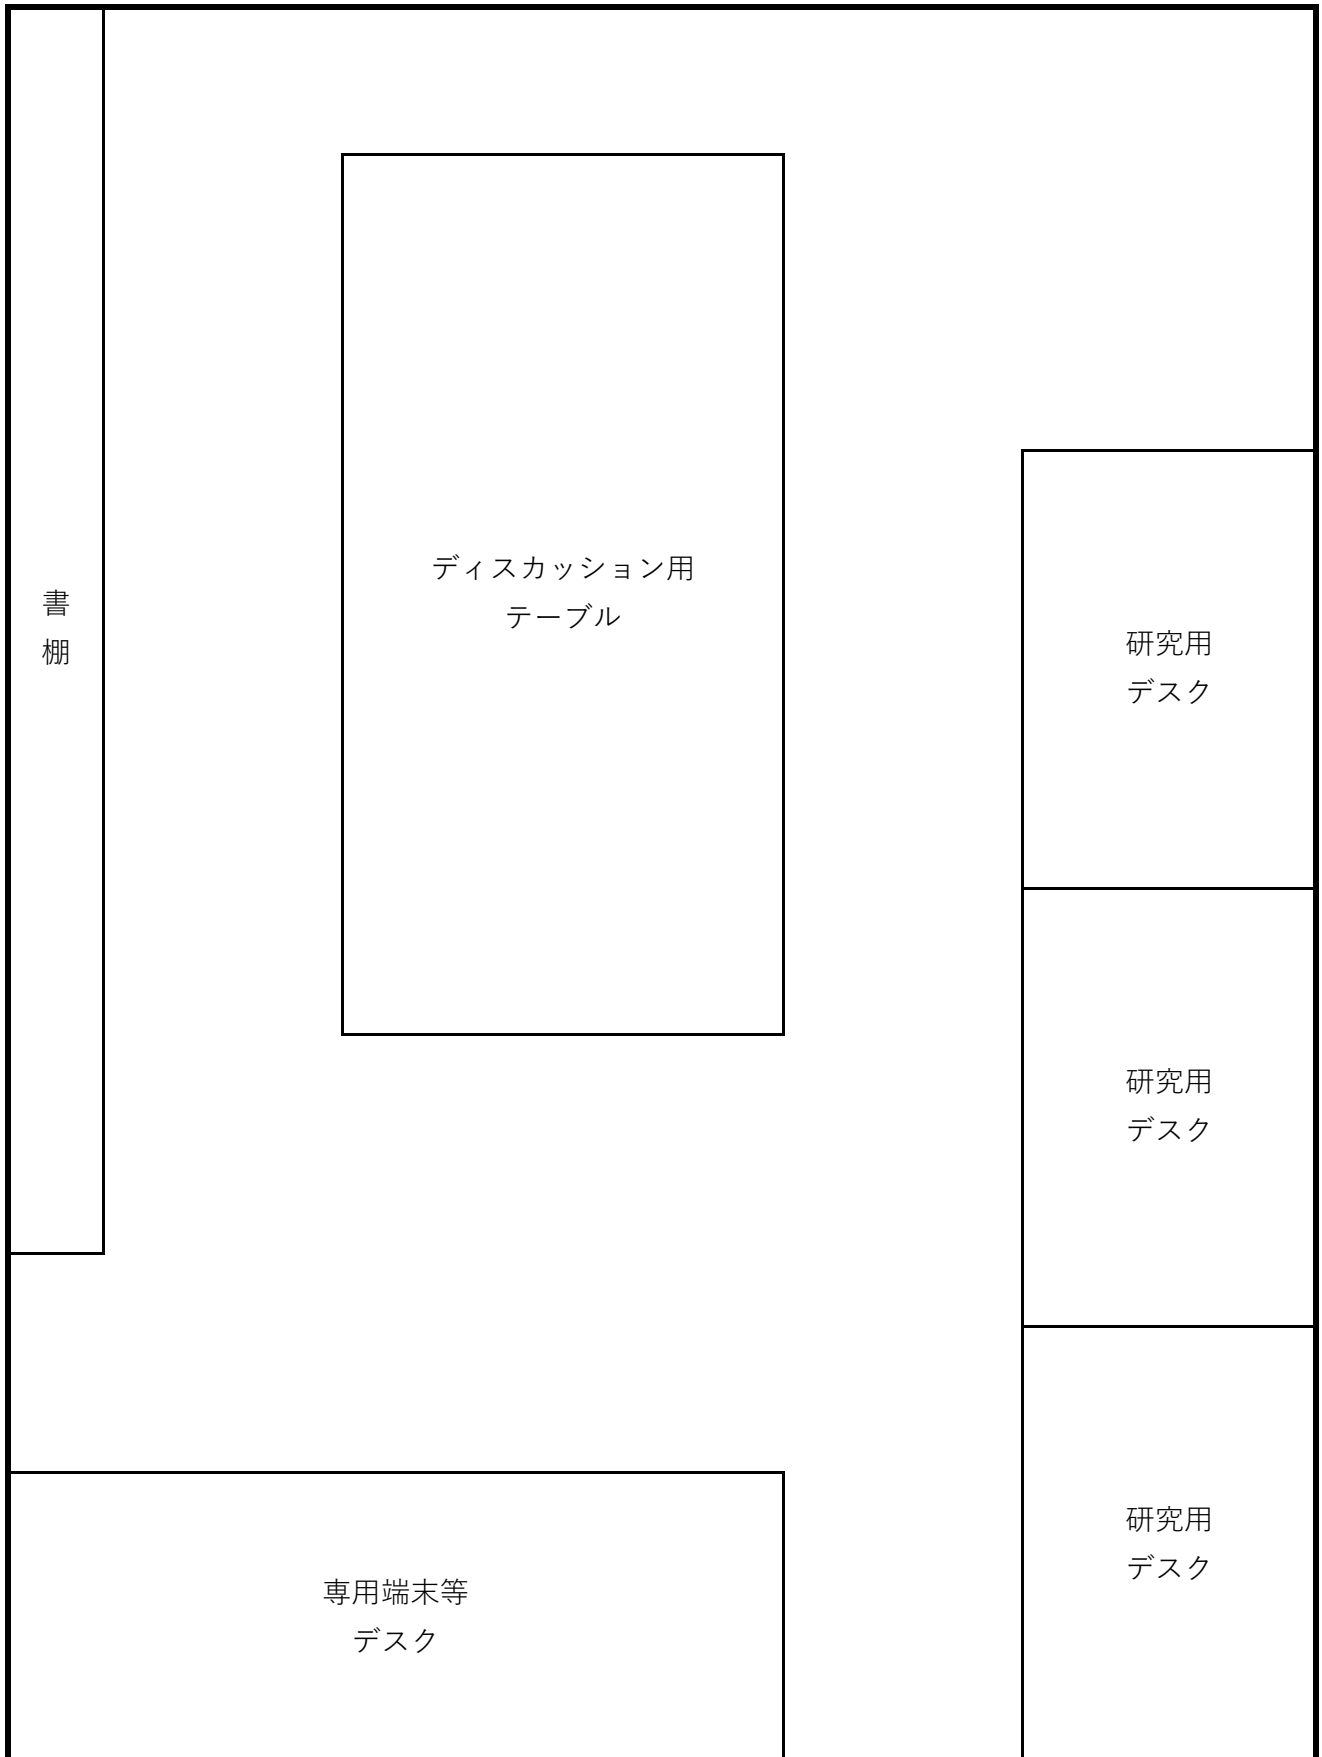 書
棚
ディスカッション用
テーブル
研究用
デスク
研究用
デスク
研究用
デスク
専用端末等
デスク